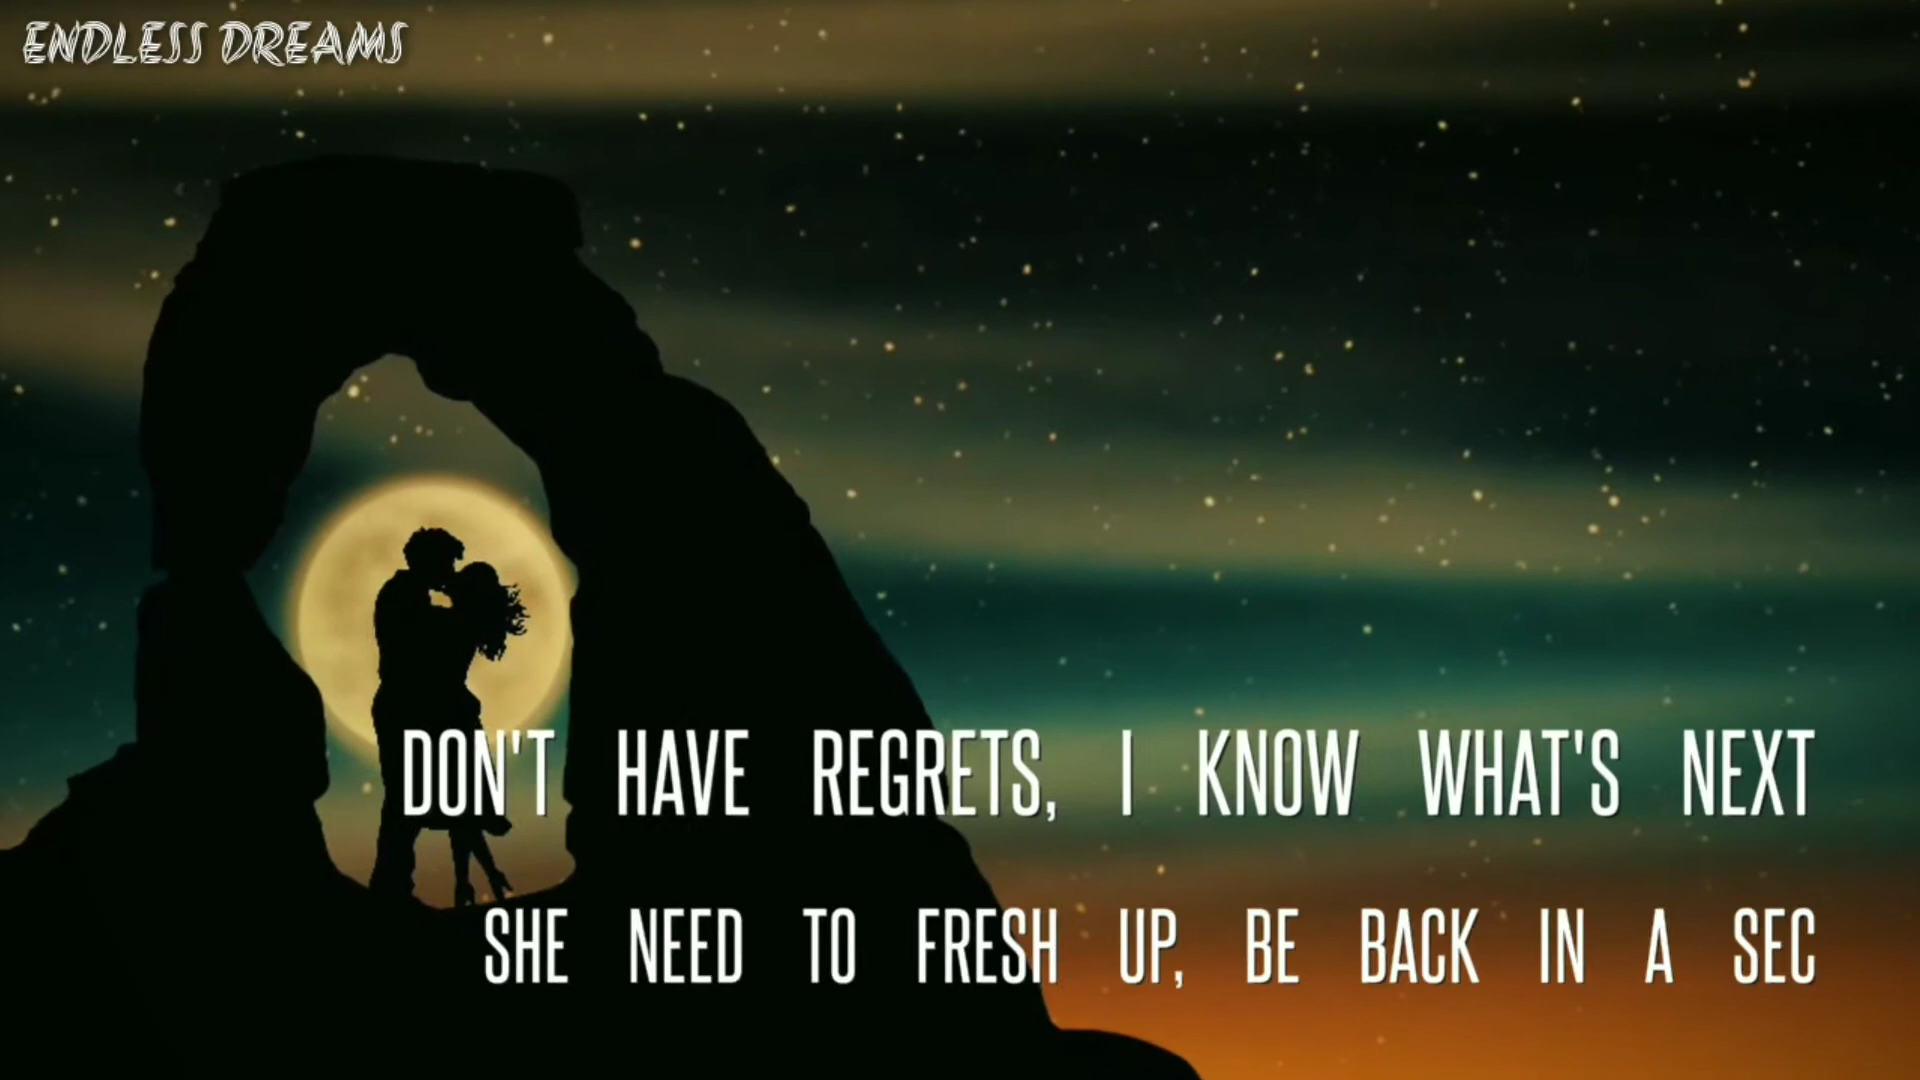 ENDLESS DREAMS
DON'T HAVE REGRETS, I KNOW WHAT'S NEXT
SHE NEED TO FRESH UP, BE BACK IN A SEC